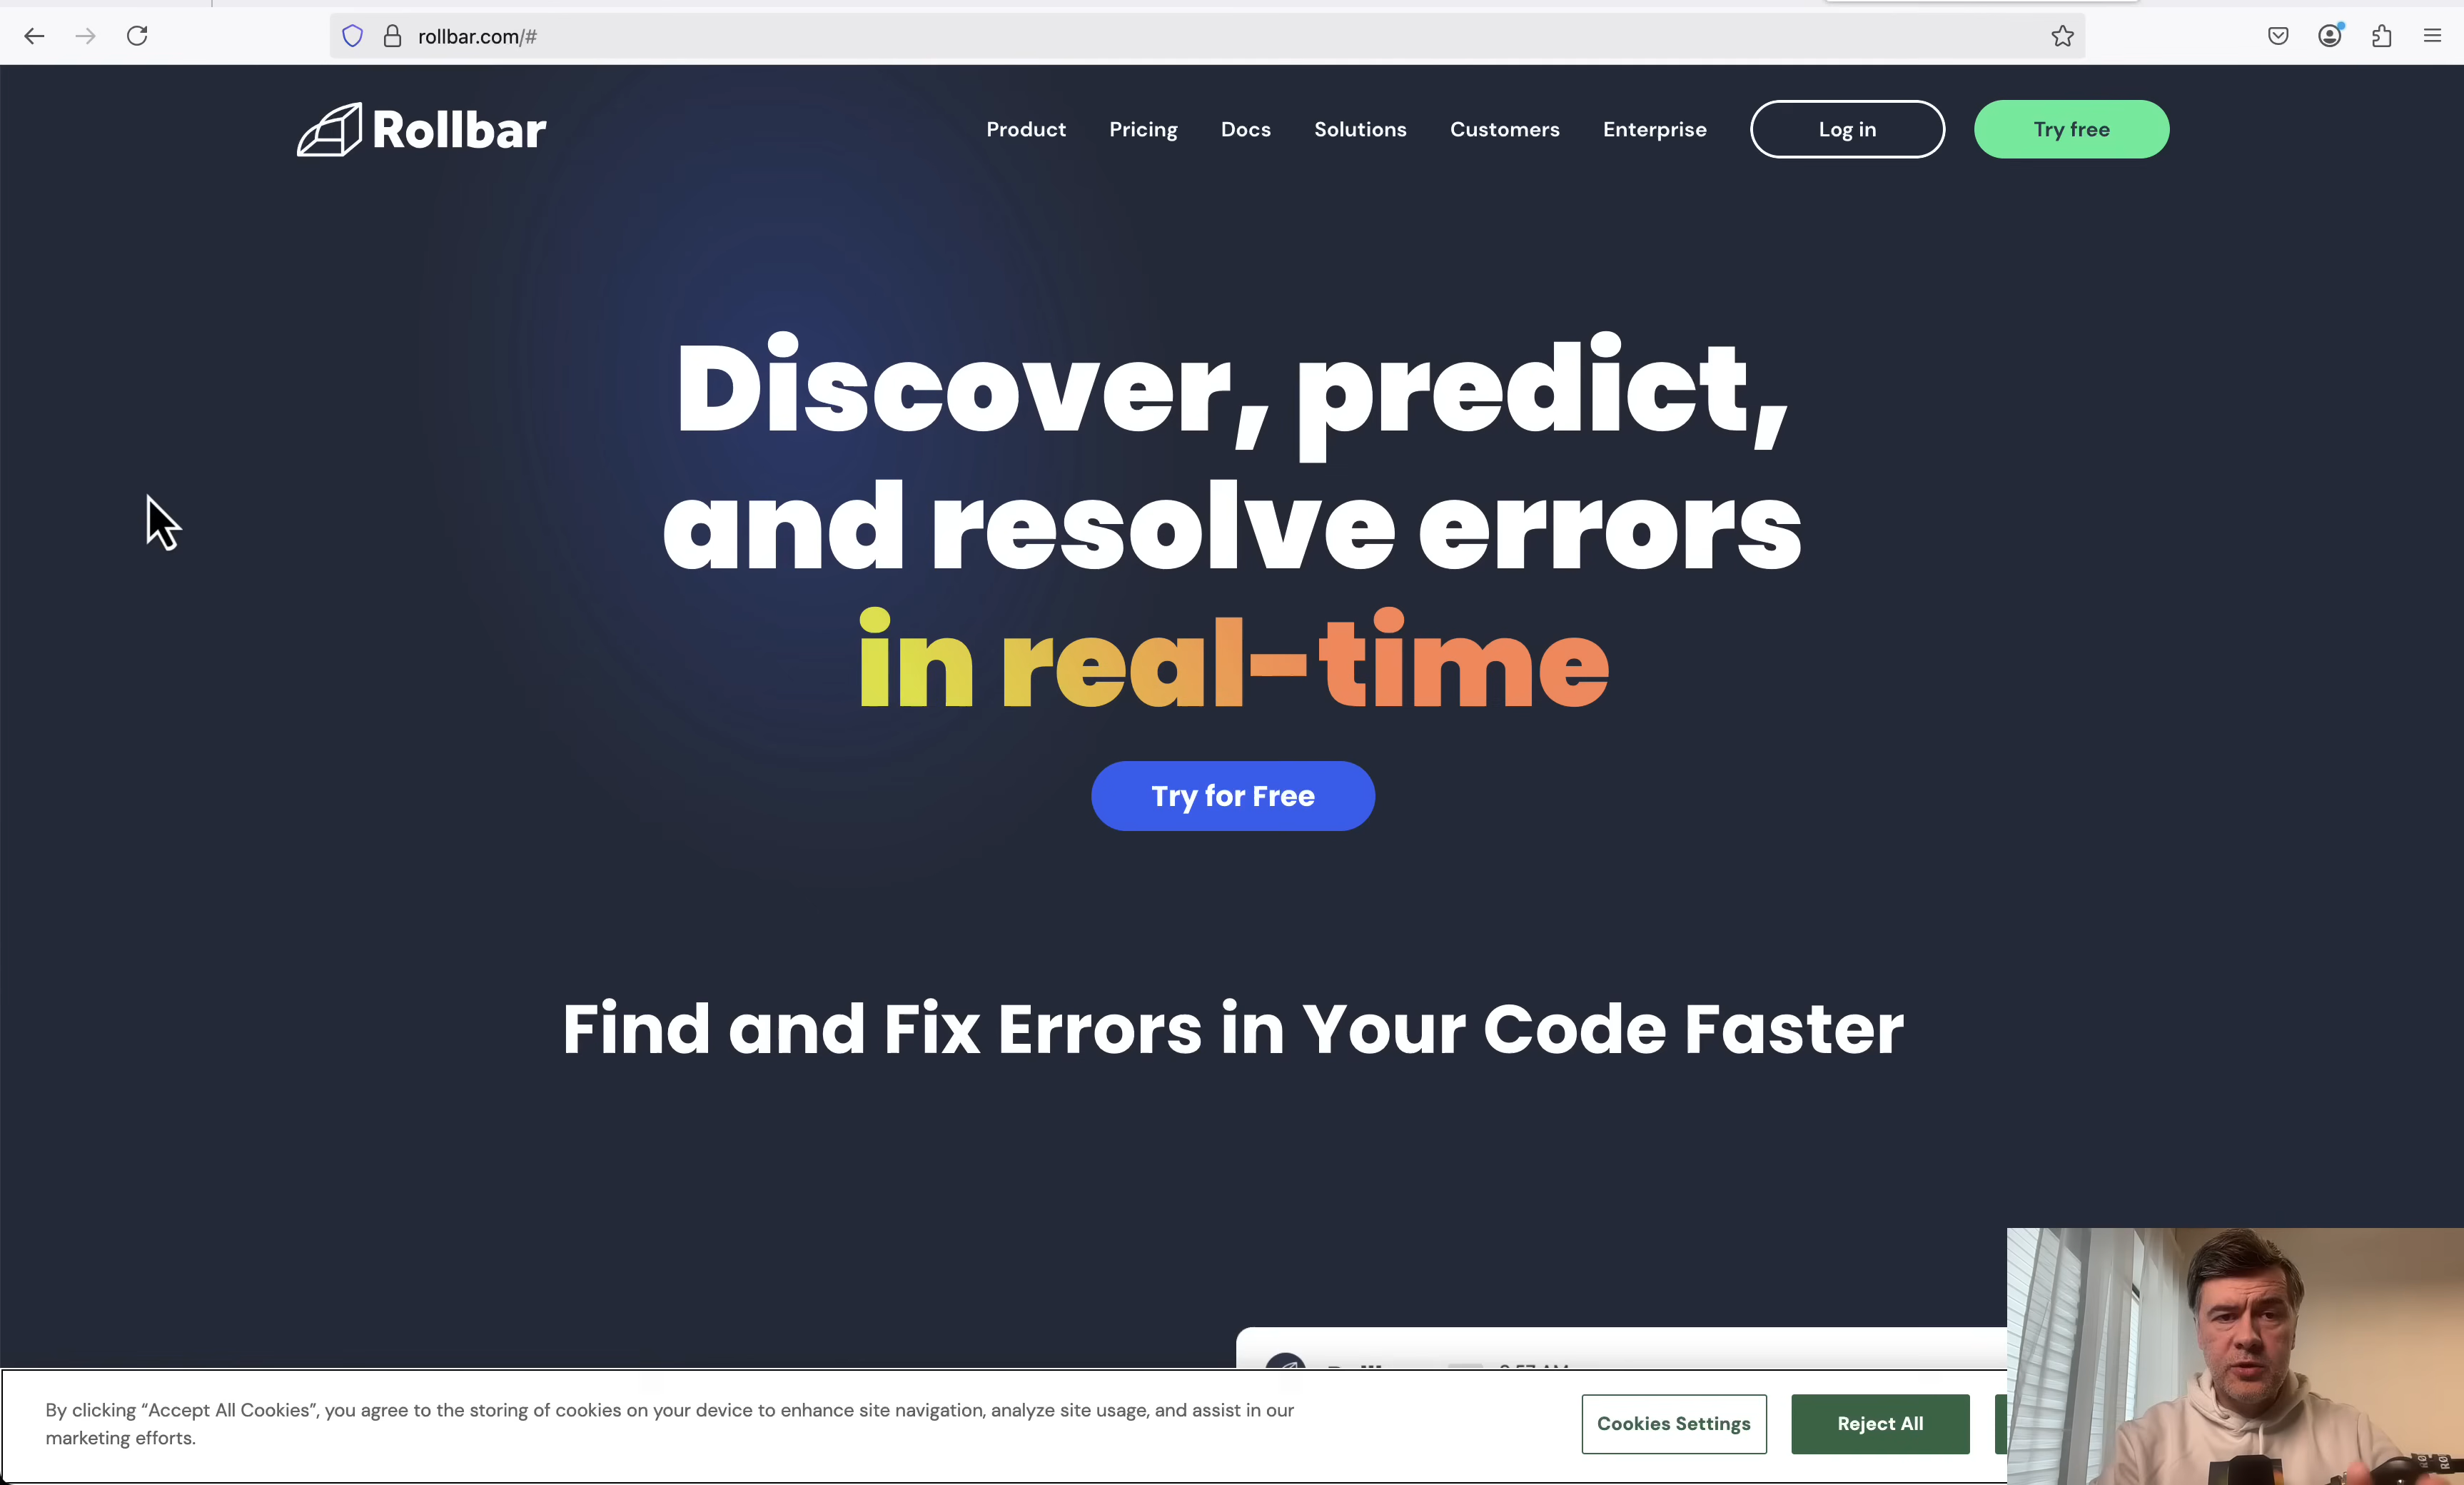 rollbar.com/#
Rollbar
Product Pricing Docs Solutions Customers Enterprise Log in Try free
Discover, predict,
and resolve errors
in real-time
Try for Free
Find and Fix Errors in Your Code Faster
By clicking “Accept All Cookies”, you agree to the storing of cookies on your device to enhance site navigation, analyze site usage, and assist in our
marketing efforts.
Cookies Settings
Reject All